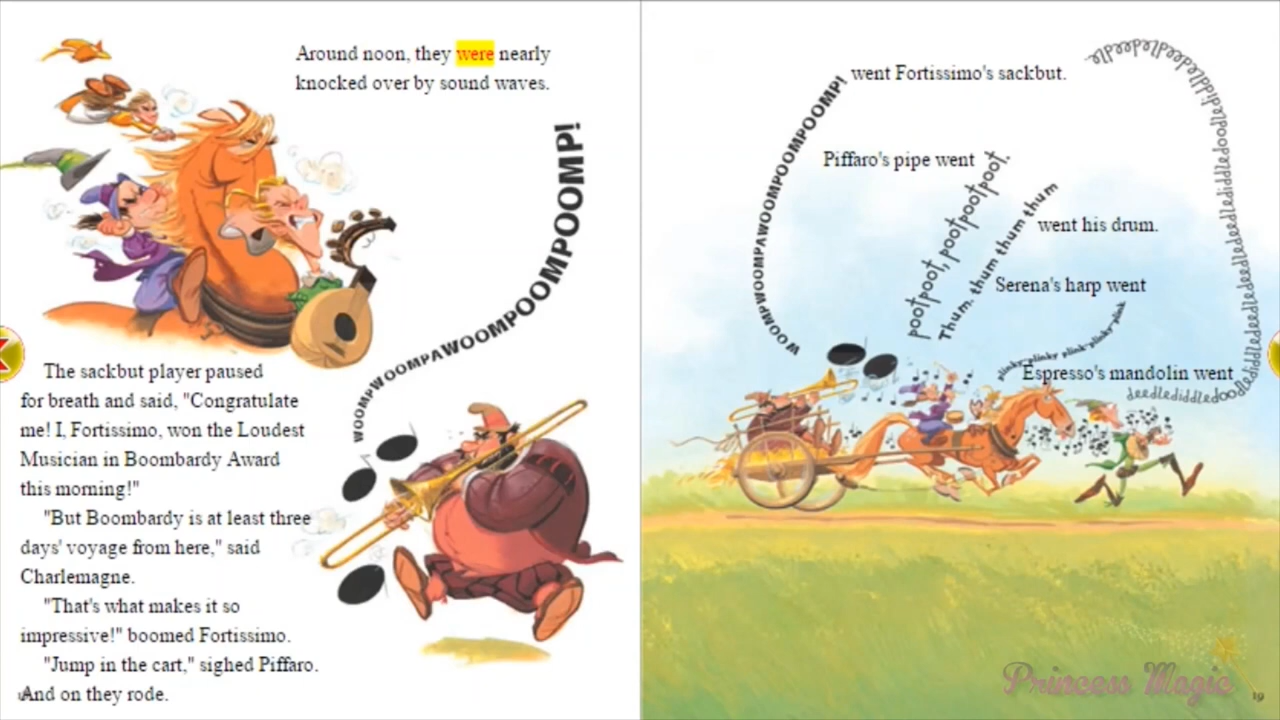 Around noon, they were nearly
knocked over by sound waves.
WOOMPWOOMPAWOOMPOOMPOOMP!
The sackbut player paused
for breath and said, "Congratulate
me! I, Fortissimo, won the Loudest
Musician in Boombardy Award
this morning!"
"But Boombardy is at least three
days' voyage from here," said
Charlemagne.
"That's what makes it so
impressive!" boomed Fortissimo.
"Jump in the cart," sighed Piffaro.
And on they rode.
WOOMPWOOMPAWOOMPOOMPOOMP!
went Fortissimo's sackbut.
Piffaro's pipe went
pootpoot, pootpootpoot.
Thum, thum thum thum thum
went his drum.
Serena's harp went
plinky-plinky plink-plinky-plink
Espresso's mandolin went
Princess Magic
19